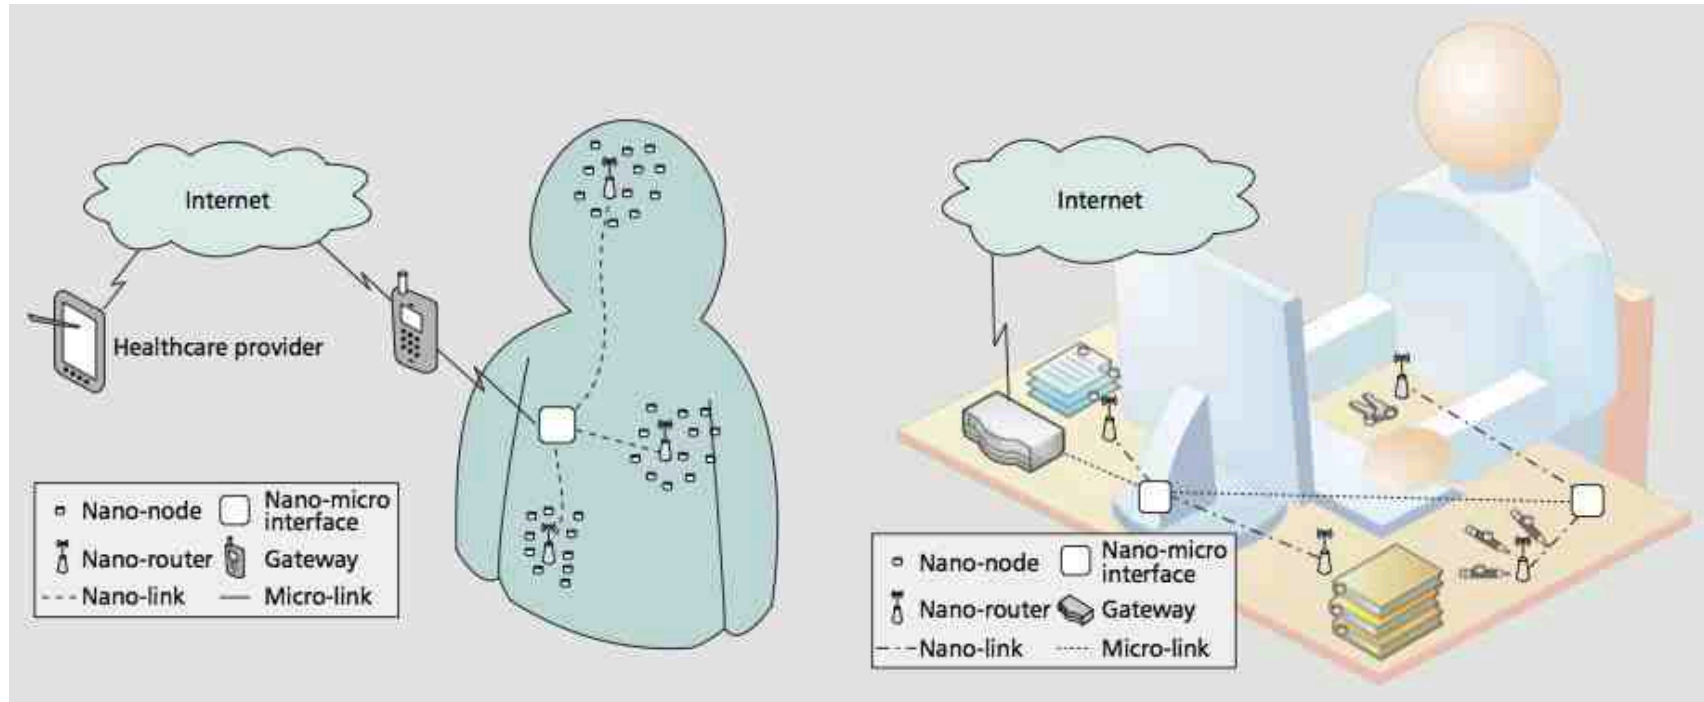 Internet
Healthcare provider
Nano-node
Nano-micro
interface
Nano-router
Gateway
Nano-link
Micro-link
Internet
Nano-node
Nano-micro
interface
Nano-router
Gateway
Nano-link
Micro-link